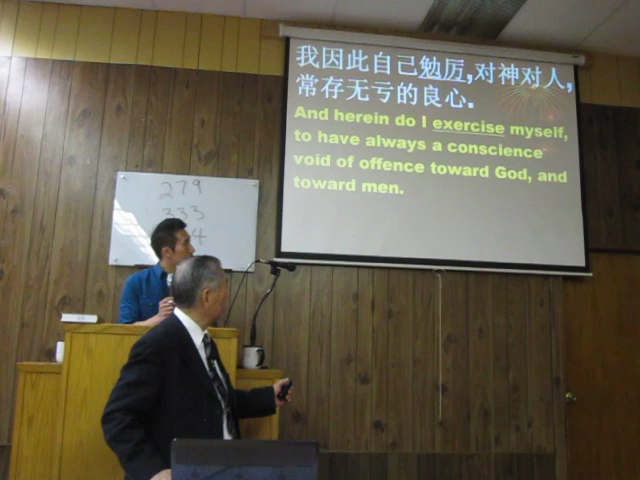 我因此自己勉厉,对神对人,
常存无亏的良心.
And herein do I exercise myself,
to have always a conscience
void of offence toward God, and
toward men.
279
333
4